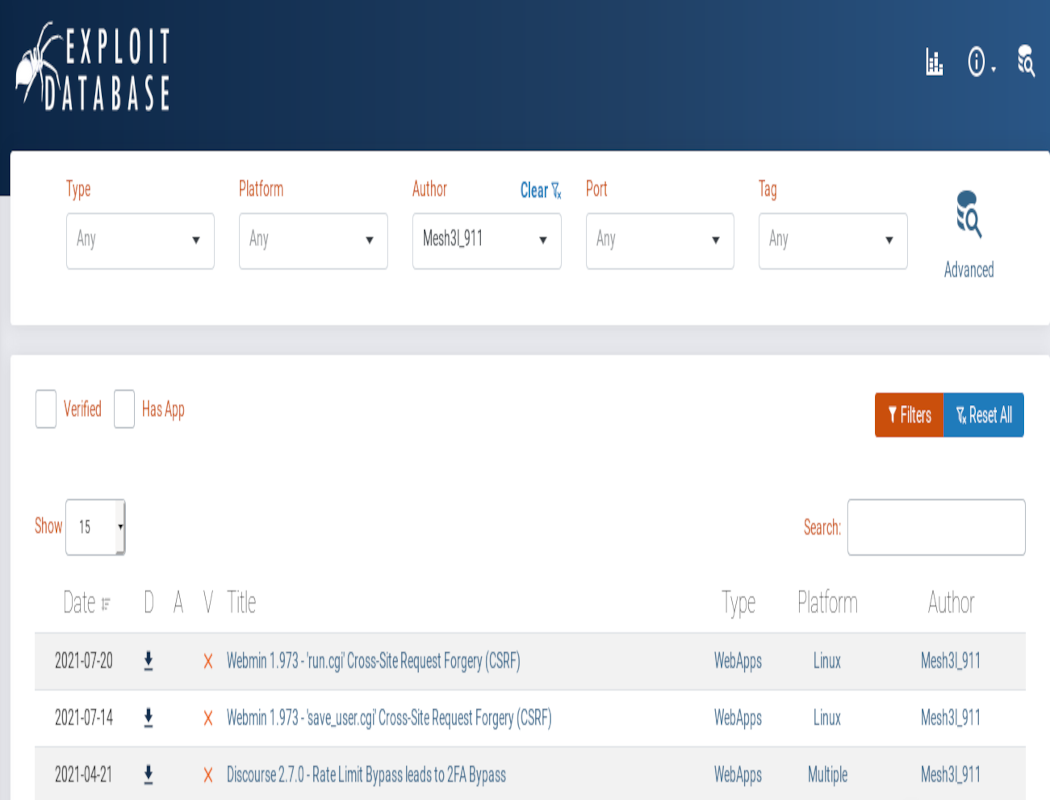 EXPLOIT
DATABASE
Type Platform Author Clear Port Tag
Any Any Mesh3l_911 Any Any
Advanced
Verified Has App Filters Reset All
Show 15 Search:
Date D A V Title Type Platform Author
2021-07-20 Webmin 1.973 - 'run.cgi' Cross-Site Request Forgery (CSRF) WebApps Linux Mesh3l_911
2021-07-14 Webmin 1.973 - 'save_user.cgi' Cross-Site Request Forgery (CSRF) WebApps Linux Mesh3l_911
2021-04-21 Discourse 2.7.0 - Rate Limit Bypass leads to 2FA Bypass WebApps Multiple Mesh3l_911